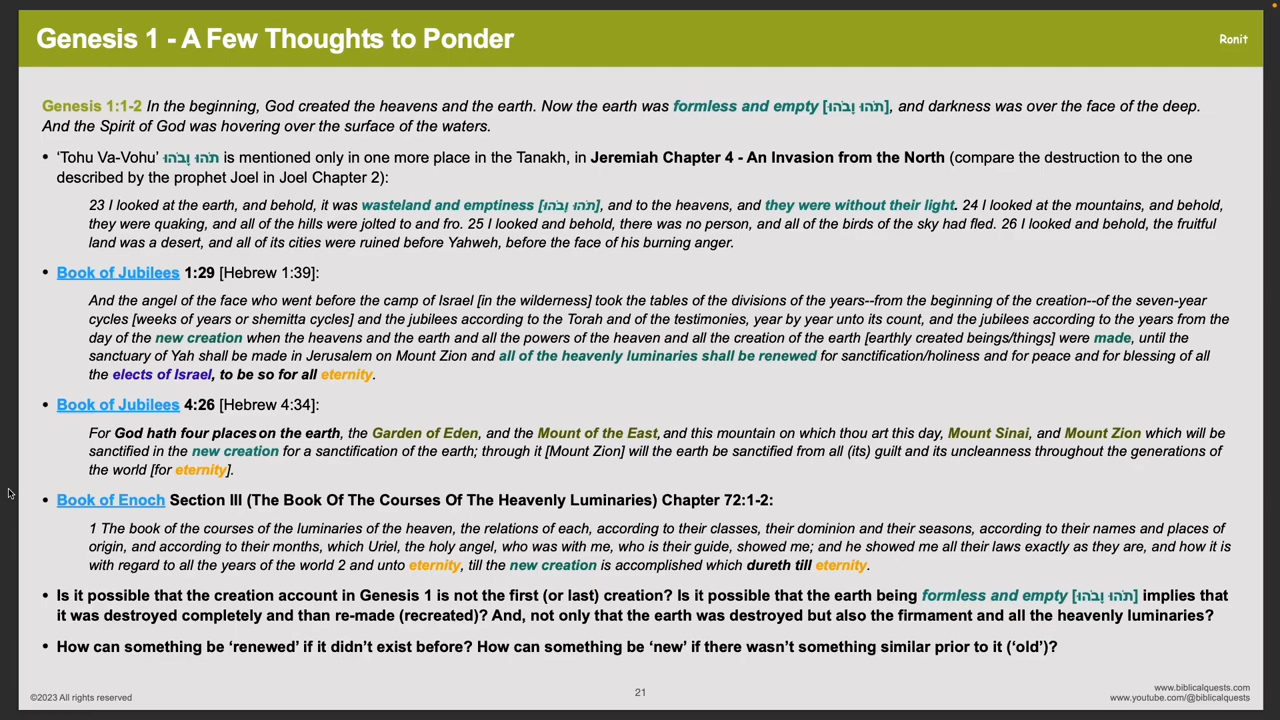 Genesis 1 - A Few Thoughts to Ponder
Ronit
Genesis 1:1-2 In the beginning, God created the heavens and the earth. Now the earth was formless and empty [תֹהוּ וָבֹהוּ], and darkness was over the face of the deep.
And the Spirit of God was hovering over the surface of the waters.
• ‘Tohu Va-Vohu’ תֹהוּ וָבֹהוּ is mentioned only in one more place in the Tanakh, in Jeremiah Chapter 4 - An Invasion from the North (compare the destruction to the one
described by the prophet Joel in Joel Chapter 2):
23 I looked at the earth, and behold, it was wasteland and emptiness [תֹהוּ וָבֹהוּ], and to the heavens, and they were without their light. 24 I looked at the mountains, and behold,
they were quaking, and all of the hills were jolted to and fro. 25 I looked and behold, there was no person, and all of the birds of the sky had fled. 26 I looked and behold, the fruitful
land was a desert, and all of its cities were ruined before Yahweh, before the face of his burning anger.
• Book of Jubilees 1:29 [Hebrew 1:39]:
And the angel of the face who went before the camp of Israel [in the wilderness] took the tables of the divisions of the years--from the beginning of the creation--of the seven-year
cycles [weeks of years or shemitta cycles] and the jubilees according to the Torah and of the testimonies, year by year unto its count, and the jubilees according to the years from the
day of the new creation when the heavens and the earth and all the powers of the heaven and all the creation of the earth [earthly created beings/things] were made, until the
sanctuary of Yah shall be made in Jerusalem on Mount Zion and all of the heavenly luminaries shall be renewed for sanctification/holiness and for peace and for blessing of all
the elects of Israel, to be so for all eternity.
• Book of Jubilees 4:26 [Hebrew 4:34]:
For God hath four places on the earth, the Garden of Eden, and the Mount of the East, and this mountain on which thou art this day, Mount Sinai, and Mount Zion which will be
sanctified in the new creation for a sanctification of the earth; through it [Mount Zion] will the earth be sanctified from all (its) guilt and its uncleanness throughout the generations of
the world [for eternity].
• Book of Enoch Section III (The Book Of The Courses Of The Heavenly Luminaries) Chapter 72:1-2:
1 The book of the courses of the luminaries of the heaven, the relations of each, according to their classes, their dominion and their seasons, according to their names and places of
origin, and according to their months, which Uriel, the holy angel, who was with me, who is their guide, showed me; and he showed me all their laws exactly as they are, and how it is
with regard to all the years of the world 2 and unto eternity, till the new creation is accomplished which dureth till eternity.
• Is it possible that the creation account in Genesis 1 is not the first (or last) creation? Is it possible that the earth being formless and empty [תֹהוּ וָבֹהוּ] implies that
it was destroyed completely and than re-made (recreated)? And, not only that the earth was destroyed but also the firmament and all the heavenly luminaries?
• How can something be ‘renewed’ if it didn’t exist before? How can something be ‘new’ if there wasn’t something similar prior to it (‘old’)?
©2023 All rights reserved
21
www.biblicalquests.com
www.youtube.com/@biblicalquests